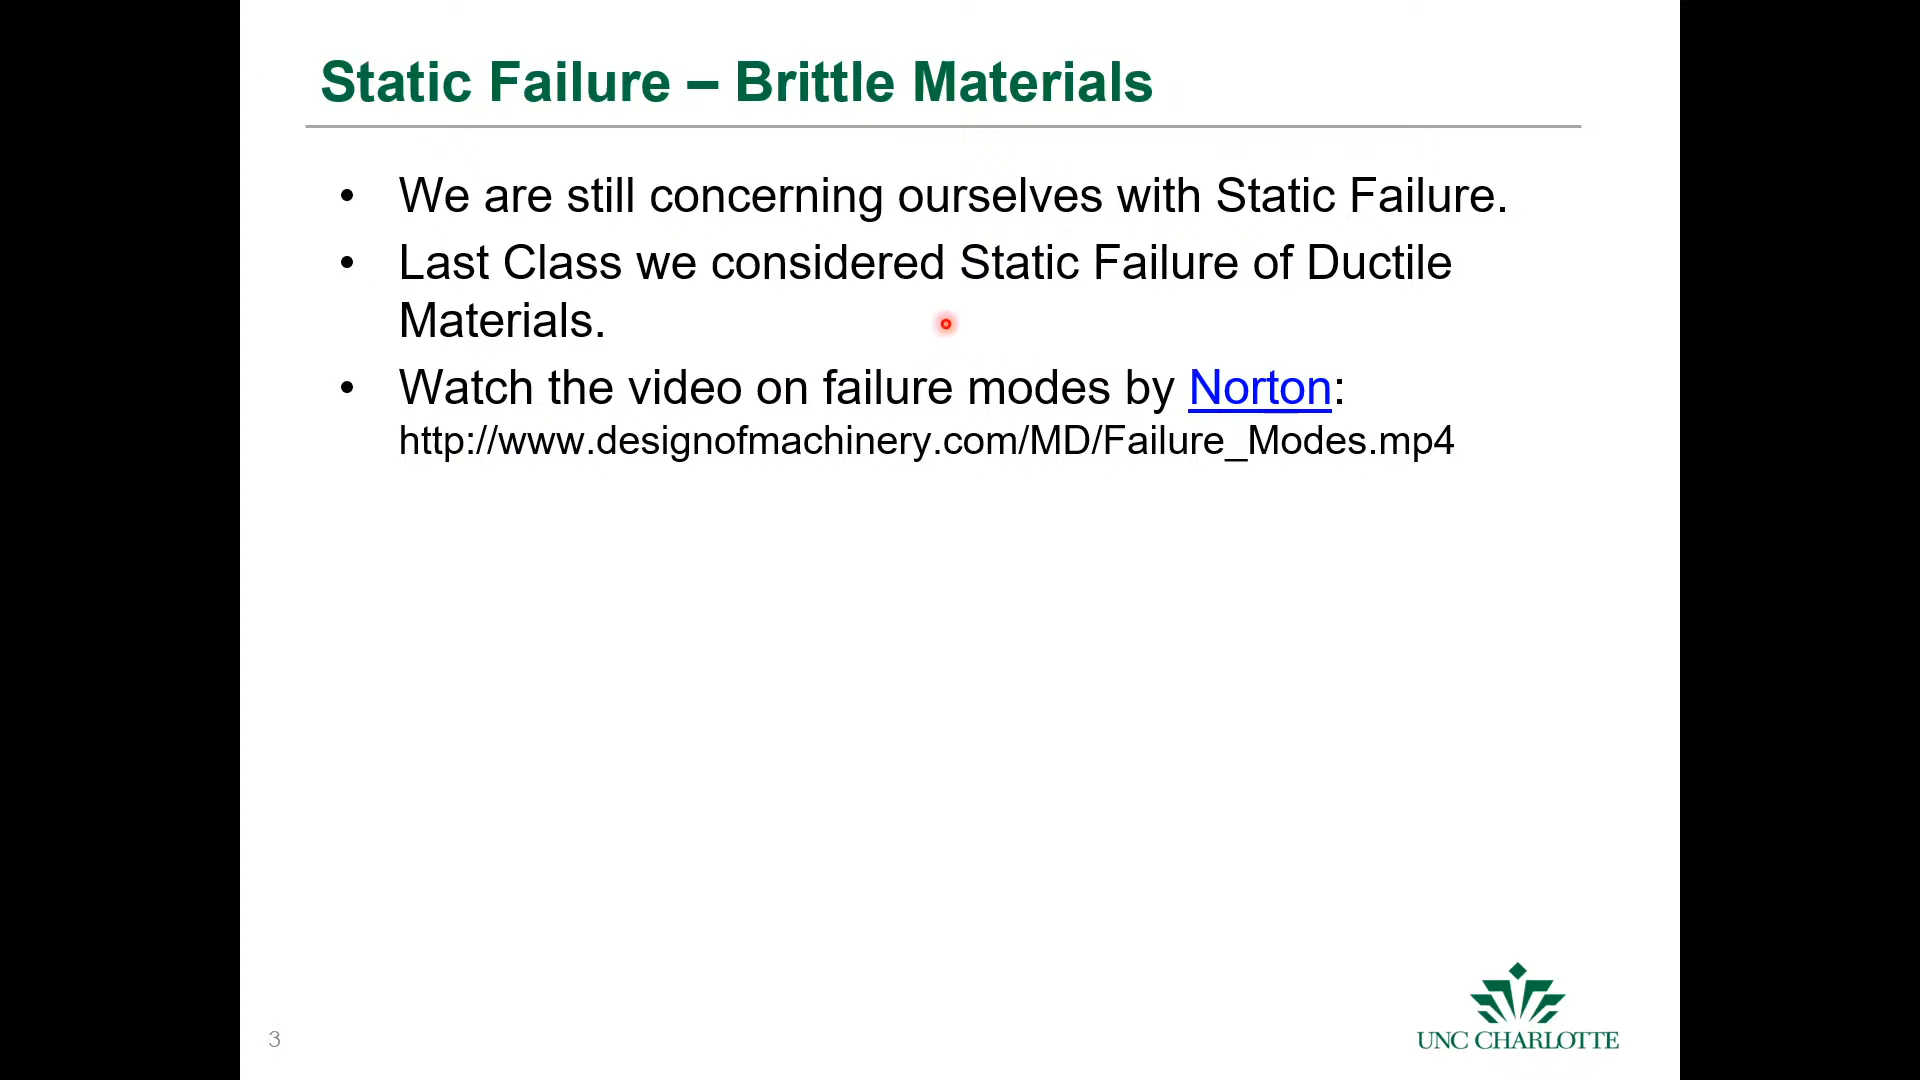 Static Failure – Brittle Materials
• We are still concerning ourselves with Static Failure.
• Last Class we considered Static Failure of Ductile
Materials.
• Watch the video on failure modes by Norton:
http://www.designofmachinery.com/MD/Failure_Modes.mp4
3
UNC CHARLOTTE